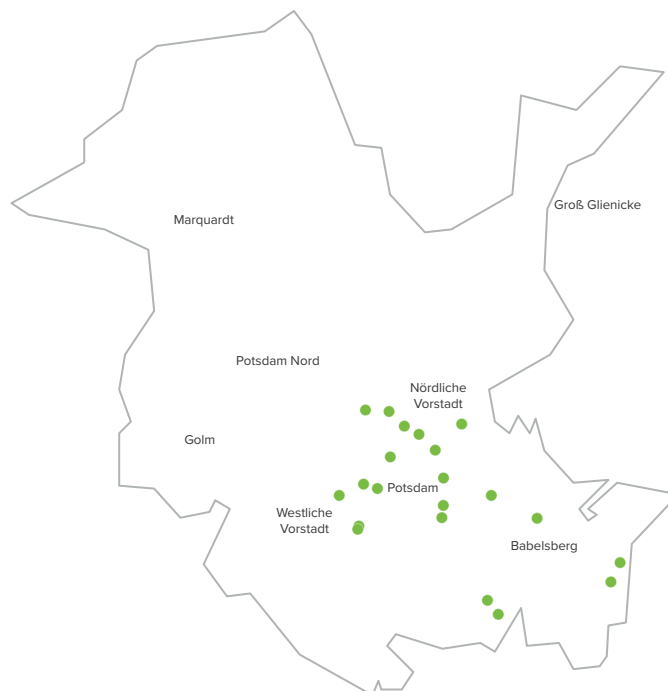 Groß Glienicke
Marquardt
Potsdam Nord
Nördliche
Vorstadt
Golm
Potsdam
Westliche
Vorstadt
Babelsberg